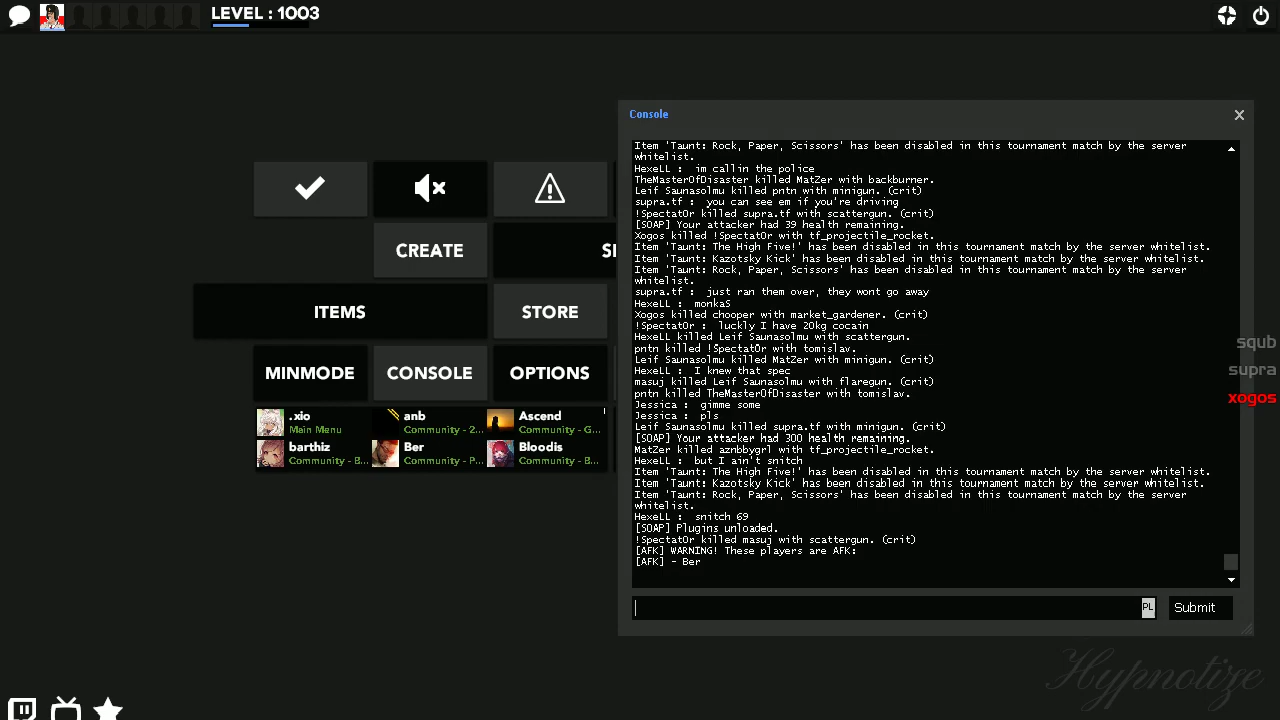 LEVEL : 1003
CREATE
ITEMS
STORE
MINMODE
CONSOLE
OPTIONS
.xio
Main Menu
anb
Community - 2...
Ascend
Community - G...
barthiz
Community - B...
Ber
Community - P...
Bloodis
Community - B...
Console
Item 'Taunt: Rock, Paper, Scissors' has been disabled in this tournament match by the server
whitelist.
HexeLL :  im callin the police
TheMasterOfDisaster killed MatZer with backburner.
Leif Saunasolmu killed pntn with minigun. (crit)
supra.tf :  you can see em if you're driving
!SpectatOr killed supra.tf with scattergun. (crit)
[SOAP] Your attacker had 39 health remaining.
Xogos killed !SpectatOr with tf_projectile_rocket.
Item 'Taunt: The High Five!' has been disabled in this tournament match by the server whitelist.
Item 'Taunt: Kazotsky Kick' has been disabled in this tournament match by the server whitelist.
Item 'Taunt: Rock, Paper, Scissors' has been disabled in this tournament match by the server
whitelist.
supra.tf :  just ran them over, they wont go away
HexeLL :  monkaS
Xogos killed chooper with market_gardener. (crit)
!SpectatOr :  luckly I have 20kg cocain
HexeLL killed Leif Saunasolmu with scattergun.
pntn killed !SpectatOr with tomislav.
Leif Saunasolmu killed MatZer with minigun. (crit)
HexeLL :  I knew that spec
masuj killed Leif Saunasolmu with flaregun. (crit)
pntn killed TheMasterOfDisaster with tomislav.
Jessica :  gimme some
Jessica :  pls
Leif Saunasolmu killed supra.tf with minigun. (crit)
[SOAP] Your attacker had 300 health remaining.
MatZer killed aznbbygrl with tf_projectile_rocket.
HexeLL :  but I ain't snitch
Item 'Taunt: The High Five!' has been disabled in this tournament match by the server whitelist.
Item 'Taunt: Kazotsky Kick' has been disabled in this tournament match by the server whitelist.
Item 'Taunt: Rock, Paper, Scissors' has been disabled in this tournament match by the server
whitelist.
HexeLL :  snitch 69
[SOAP] Plugins unloaded.
!SpectatOr killed masuj with scattergun. (crit)
[AFK] WARNING! These players are AFK:
[AFK] - Ber
PL
Submit
squb
supra
xogos
Hypnotize